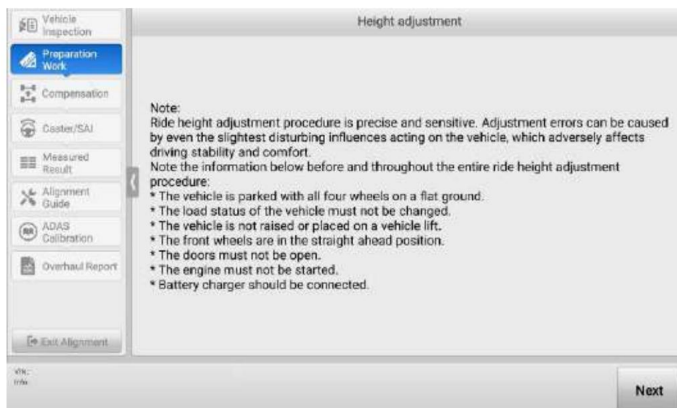 Vehicle
Inspection
Preparation
Work
Compensation
Caster/SAI
Measured
Result
Alignment
Guide
ADAS
Calibration
Overhaul Report
Exit Alignment
Height adjustment
Note:
Ride height adjustment procedure is precise and sensitive. Adjustment errors can be caused
by even the slightest disturbing influences acting on the vehicle, which adversely affects
driving stability and comfort.
Note the information below before and throughout the entire ride height adjustment
procedure:
* The vehicle is parked with all four wheels on a flat ground.
* The load status of the vehicle must not be changed.
* The vehicle is not raised or placed on a vehicle lift.
* The front wheels are in the straight ahead position.
* The doors must not be open.
* The engine must not be started.
* Battery charger should be connected.
VIN:
Info:
Next